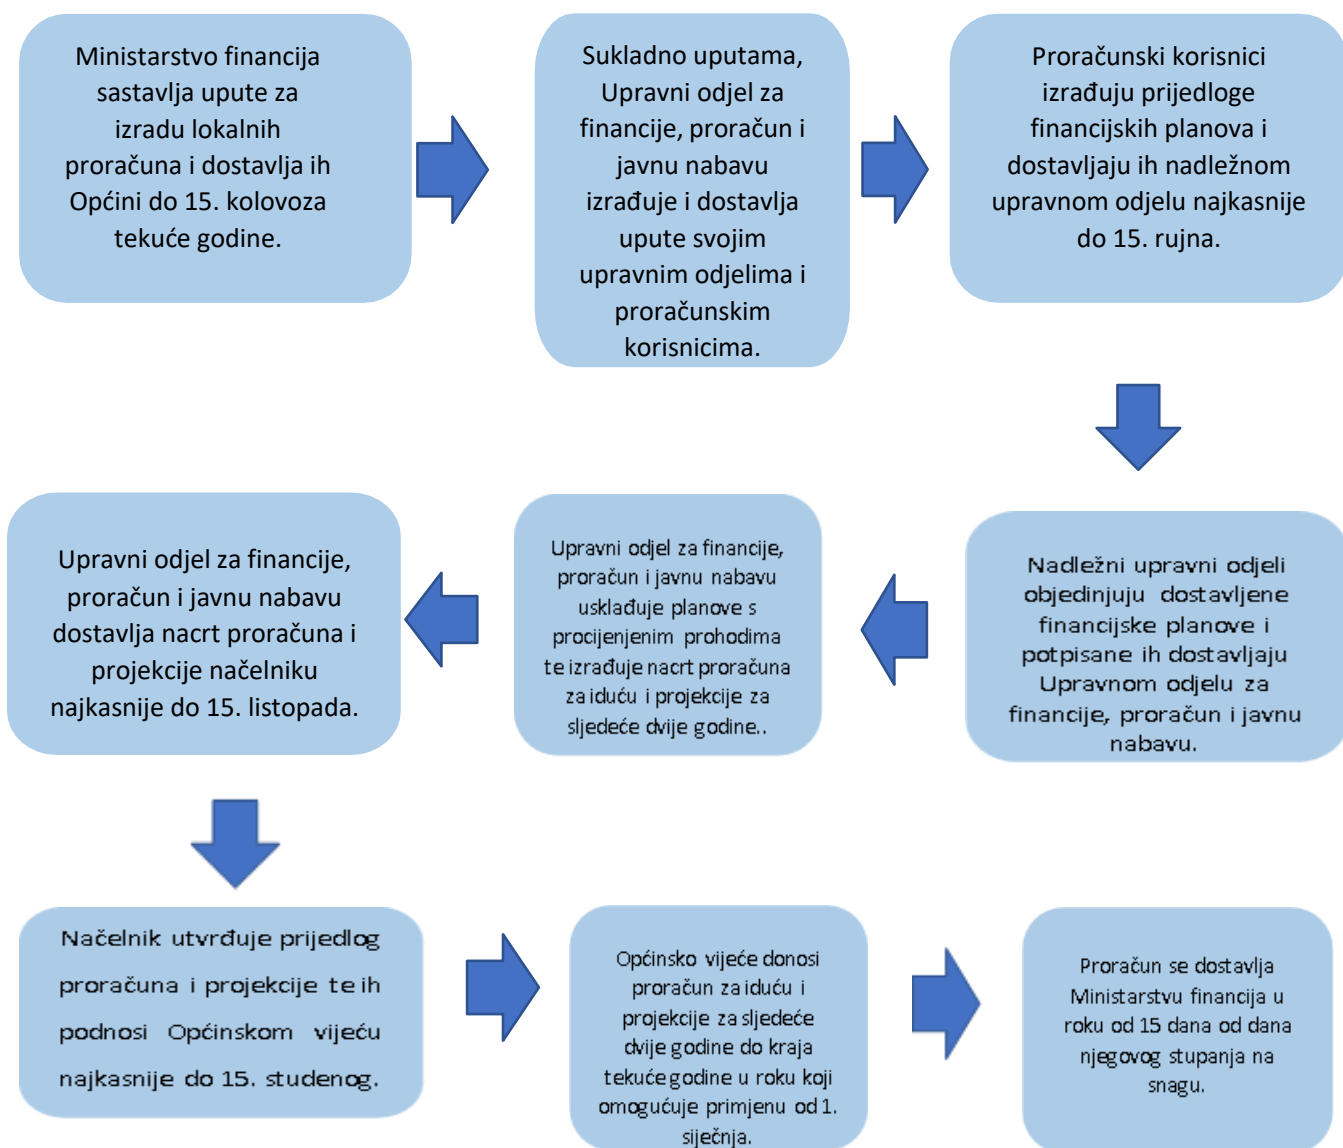 Ministarstvo financija
sastavlja upute za
izradu lokalnih
proračuna i dostavlja ih
Općini do 15. kolovoza
tekuće godine.
Sukladno uputama,
Upravni odjel za
financije, proračun i
javnu nabavu
izrađuje i dostavlja
upute svojim
upravnim odjelima i
proračunskim
korisnicima.
Proračunski korisnici
izrađuju prijedloge
financijskih planova i
dostavljaju ih nadležnom
upravnom odjelu najkasnije
do 15. rujna.
Nadležni upravni odjeli
objedinjuju dostavljene
financijske planove i
potpisane ih dostavljaju
Upravnom odjelu za
financije, proračun i javnu
nabavu.
Upravni odjel za financije,
proračun i javnu nabavu
usklađuje planove s
procijenjenim prohodima
te izrađuje nacrt proračuna
za iduću i projekcije za
sljedeće dvije godine..
Upravni odjel za financije,
proračun i javnu nabavu
dostavlja nacrt proračuna i
projekcije načelniku
najkasnije do 15. listopada.
Načelnik utvrđuje prijedlog
proračuna i projekcije te ih
podnosi Općinskom vijeću
najkasnije do 15. studenog.
Općinsko vijeće donosi
proračun za iduću i
projekcije za sljedeće
dvije godine do kraja
tekuće godine u roku koji
omogućuje primjenu od 1.
siječnja.
Proračun se dostavlja
Ministarstvu financija u
roku od 15 dana od dana
njegovog stupanja na
snagu.